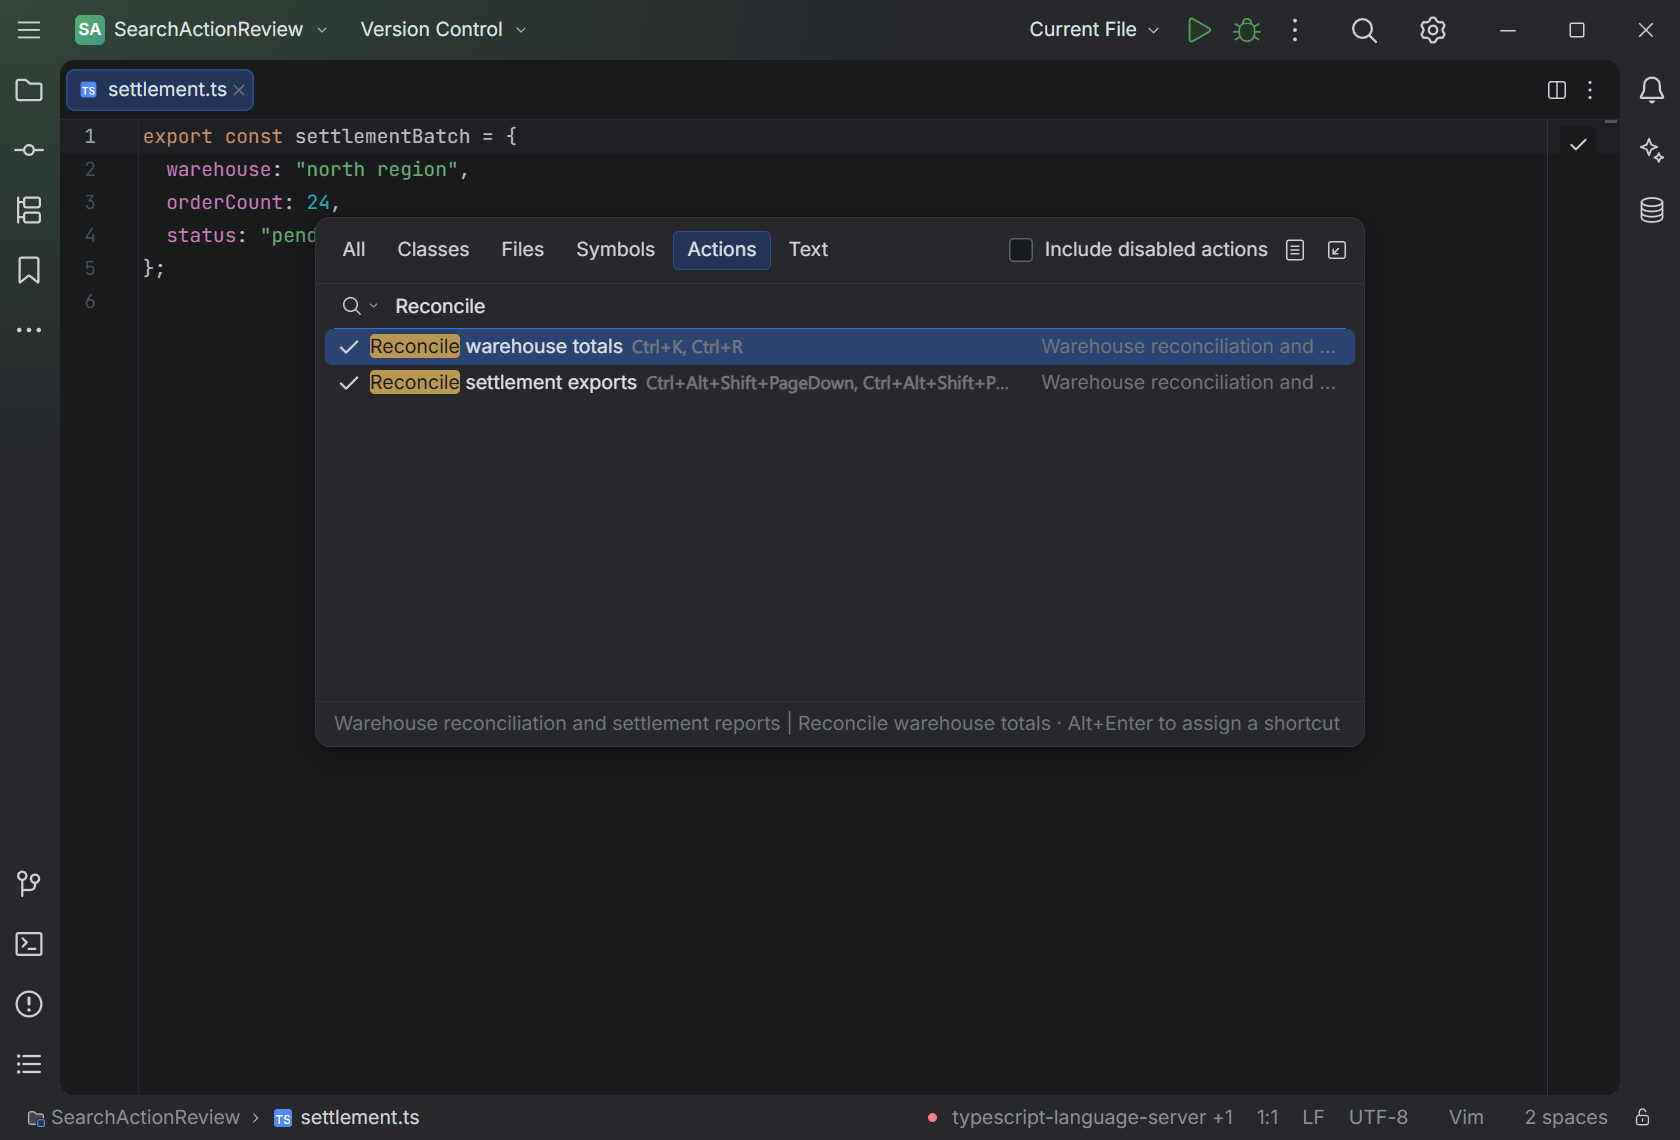 SA SearchActionReview Version Control Current File
TS settlement.ts
1 export const settlementBatch = {
2 warehouse: "north region",
3 orderCount: 24,
4 status: "pend
5 };
6
All Classes Files Symbols Actions Text Include disabled actions
Reconcile
Reconcile warehouse totals Ctrl+K, Ctrl+R Warehouse reconciliation and ...
Reconcile settlement exports Ctrl+Alt+Shift+PageDown, Ctrl+Alt+Shift+P... Warehouse reconciliation and ...
Warehouse reconciliation and settlement reports | Reconcile warehouse totals · Alt+Enter to assign a shortcut
SearchActionReview › TS settlement.ts typescript-language-server +1 1:1 LF UTF-8 Vim 2 spaces